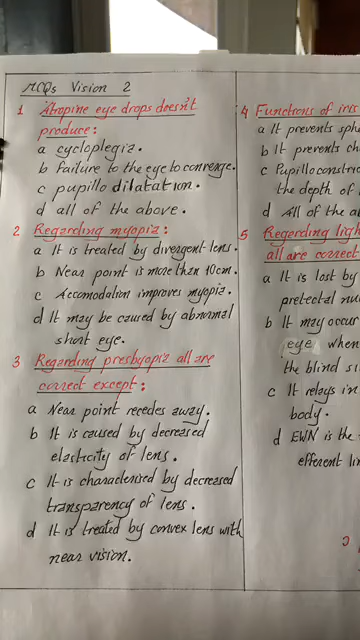 MCQs Vision 2
1 Atropine eye drops doesn't
produce:
a cycloplegia.
b Failure to the eye to converge.
c pupillo dilatation.
d all of the above.
2 Regarding myopia:
a It is treated by divergent lens.
b Near point is more than 10cm.
c Accomodation improves myopia.
d It may be caused by abnormal
short eye.
3 Regarding presbyopia all are
correct except:
a Near point recedes away.
b It is caused by decreased
elasticity of lens.
c It is characterised by decreased
transparency of lens.
d It is treated by convex lens with
near vision.
4 Functions of iris
a It prevents sphe
b It prevents ch
c Pupilloconstric
the depth of
d All of the a
5 Regarding ligh
all are correct
a It is lost by
pretectal nu
b It may occur
eye when
the blind si
c It relays in
body.
d EWN is the
efferent li